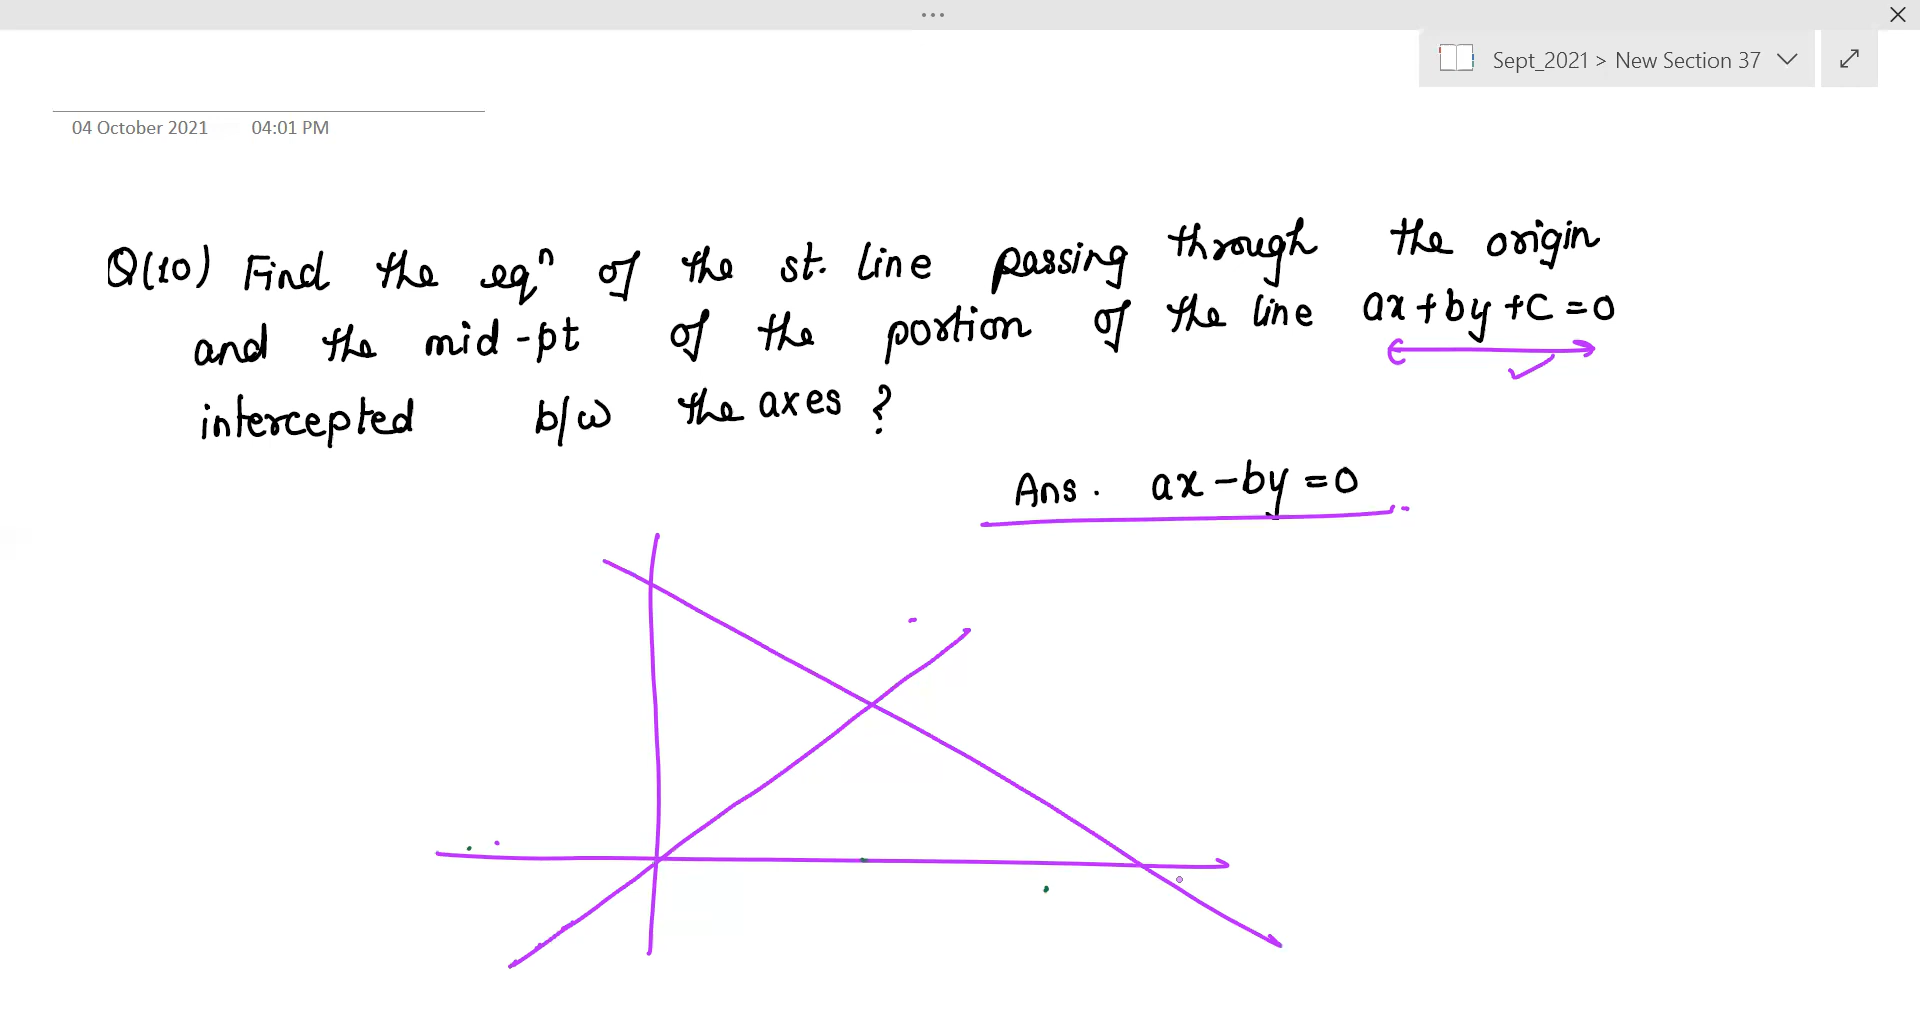 Sept_2021 > New Section 37
04 October 2021 04:01 PM
Q(10) Find the eqⁿ of the st. line passing through the origin
and the mid-pt of the portion of the line ax+by+c=0
intercepted b/w the axes ?
Ans. ax-by=0